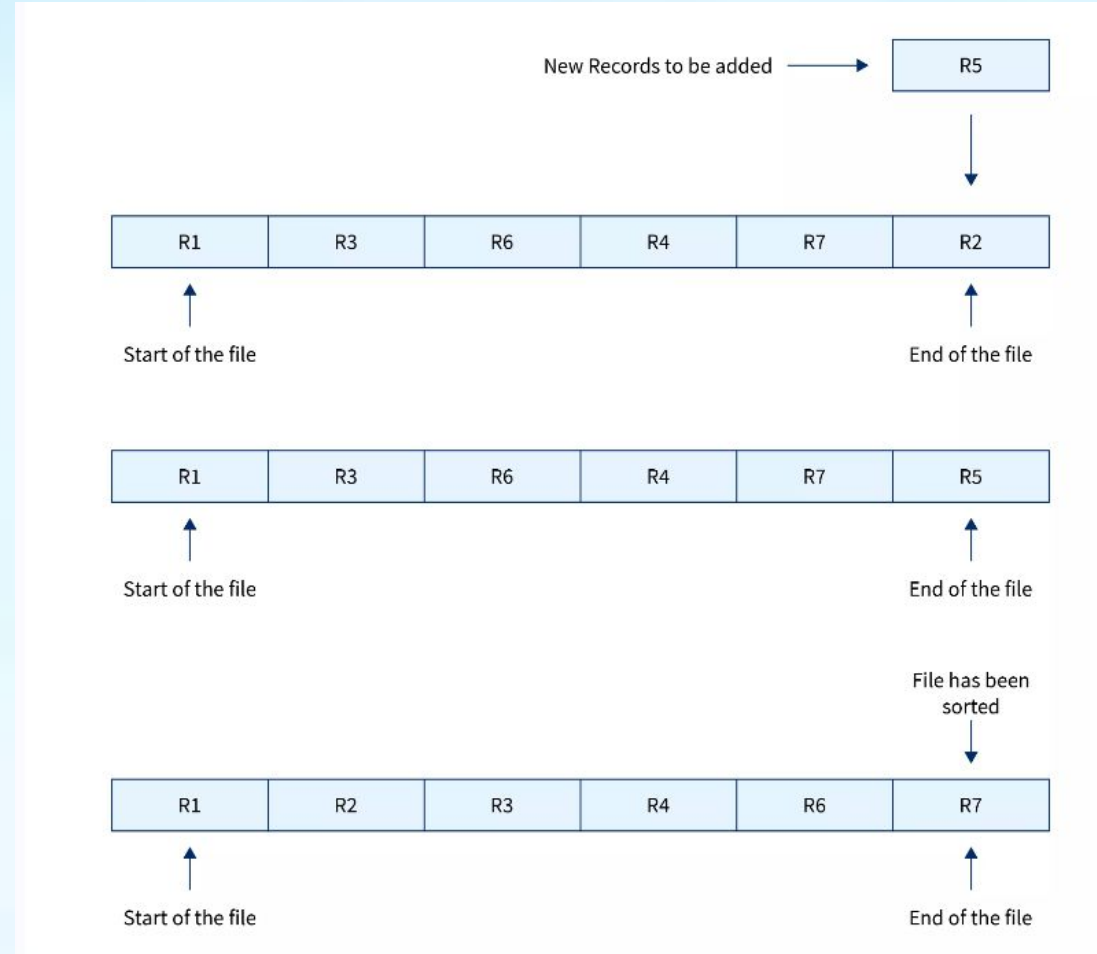 New Records to be added
R5
R1 R3 R6 R4 R7 R2
Start of the file End of the file
R1 R3 R6 R4 R7 R5
Start of the file End of the file
File has been
sorted
R1 R2 R3 R4 R6 R7
Start of the file End of the file